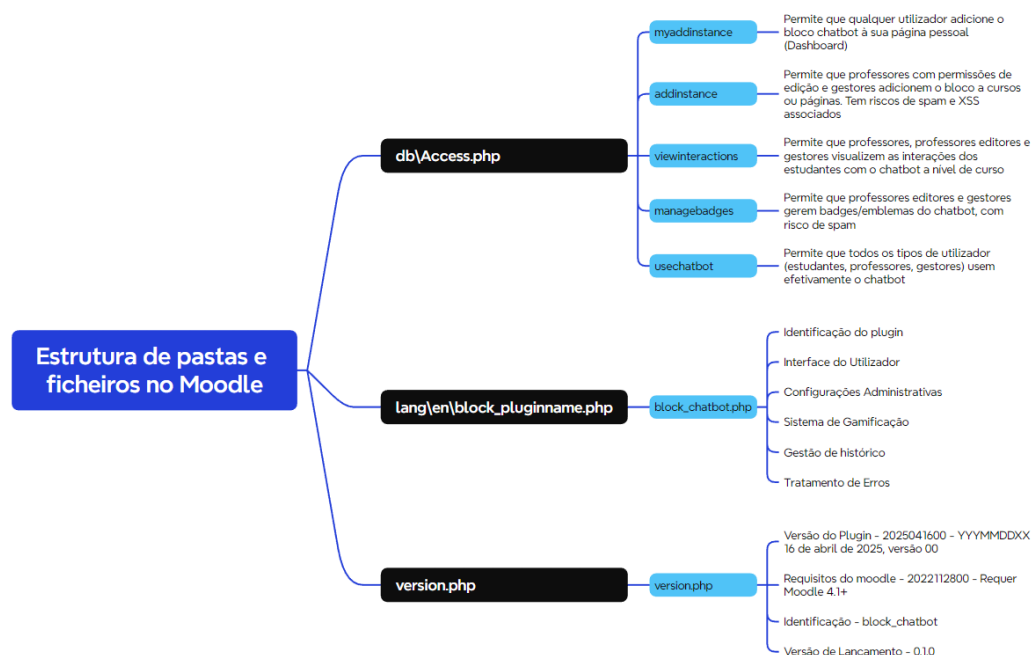 Estrutura de pastas e
ficheiros no Moodle
db\Access.php
myaddinstance
Permite que qualquer utilizador adicione o
bloco chatbot à sua página pessoal
(Dashboard)
addinstance
Permite que professores com permissões de
edição e gestores adicionem o bloco a cursos
ou páginas. Tem riscos de spam e XSS
associados
viewinteractions
Permite que professores, professores editores e
gestores visualizem as interações dos
estudantes com o chatbot a nível de curso
managebadges
Permite que professores editores e gestores
gerem badges/emblemas do chatbot, com
risco de spam
usechatbot
Permite que todos os tipos de utilizador
(estudantes, professores, gestores) usem
efetivamente o chatbot
lang\en\block_pluginname.php
block_chatbot.php
Identificação do plugin
Interface do Utilizador
Configurações Administrativas
Sistema de Gamificação
Gestão de histórico
Tratamento de Erros
version.php
version.php
Versão do Plugin - 2025041600 - YYYMMDDXX
16 de abril de 2025, versão 00
Requisitos do moodle - 2022112800 - Requer
Moodle 4.1+
Identificação - block_chatbot
Versão de Lançamento - 0.1.0